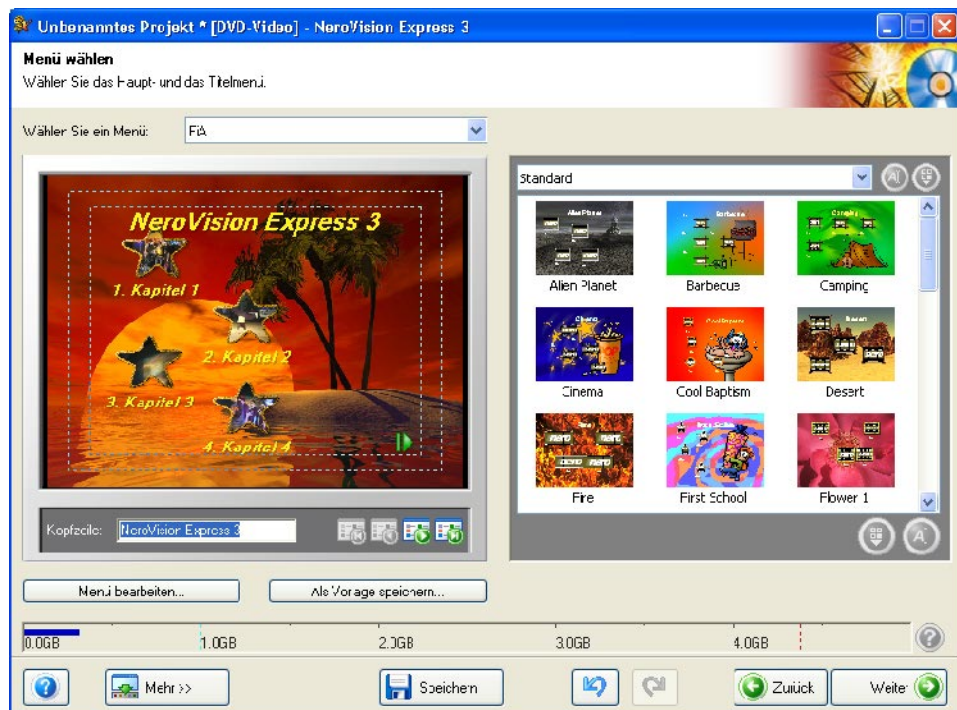 Unbenanntes Projekt * [DVD-Video] - NeroVision Express 3
Menü wählen
Wählen Sie das Haupt- und das Titelmenü.
Wählen Sie ein Menü:
NeroVision Express 3
1. Kapitel 1
2. Kapitel 2
3. Kapitel 3
4. Kapitel 4
Kopfzeile: NeroVision Express 3
Menü bearbeiten...
Als Vorlage speichern...
Standard
Alien Planet
Barbecue
Camping
Cinema
Cool Baptism
Desert
Fire
First School
Flower 1
0.0GB 1.0GB 2.0GB 3.0GB 4.0GB
Mehr >>
Speichern
Zurück
Weiter